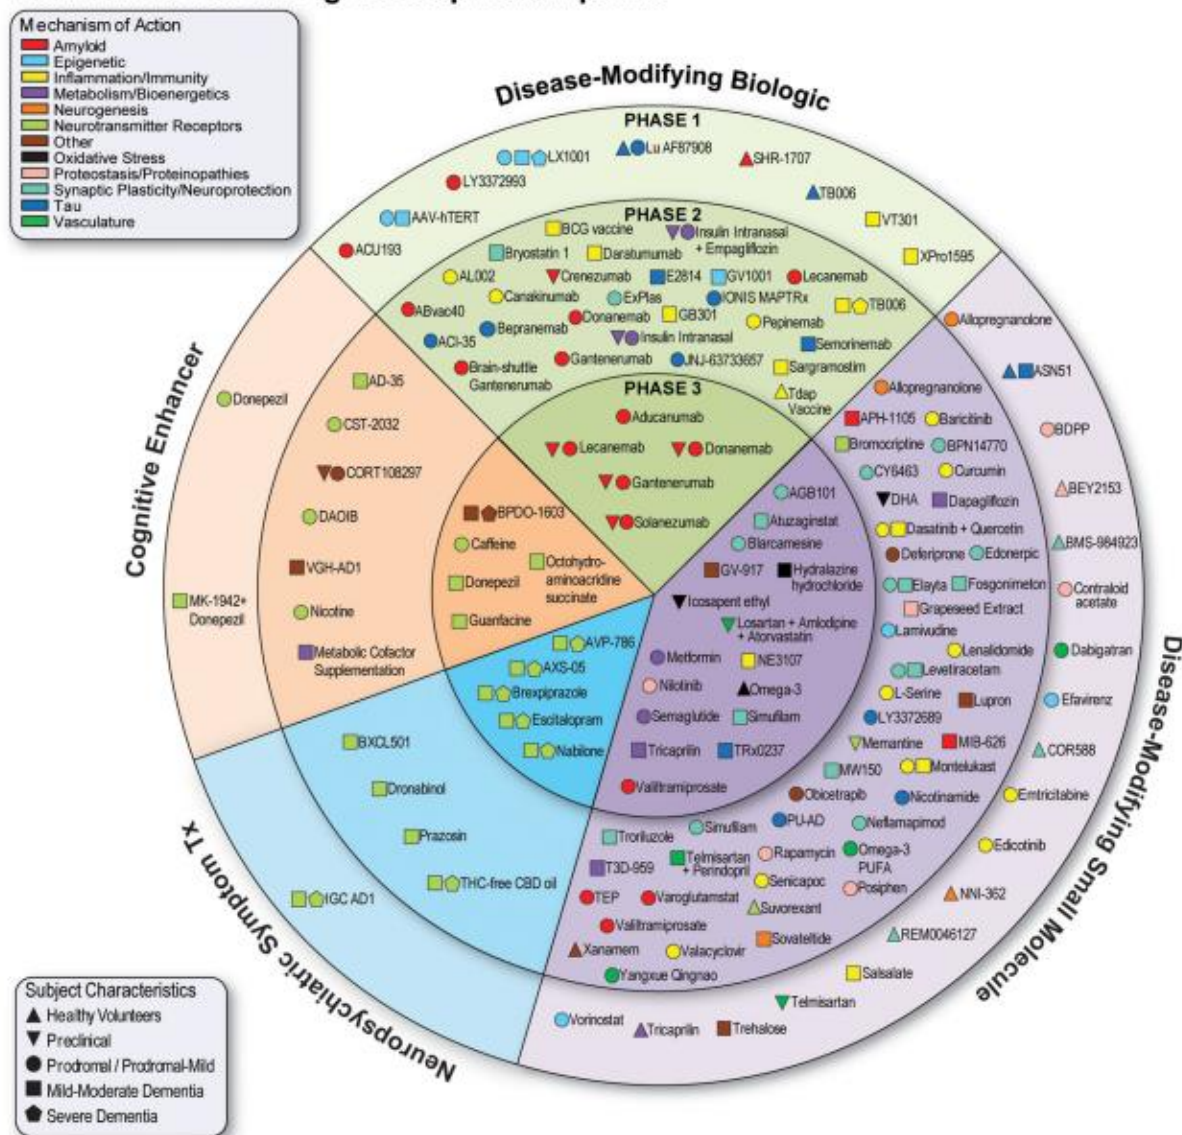 Mechanism of Action
Amyloid
Epigenetic
Inflammation/Immunity
Metabolism/Bioenergetics
Neurogenesis
Neurotransmitter Receptors
Other
Oxidative Stress
Proteostasis/Proteinopathies
Synaptic Plasticity/Neuroprotection
Tau
Vasculature
Disease-Modifying Biologic
PHASE 1
LX1001
Lu AF87908
SHR-1707
LY3372993
TB006
AAV-hTERT
VT301
ACU193
XPro1595
PHASE 2
BCG vaccine
Insulin Intranasal
+ Empagliflozin
Bryostatin 1
Daratumumab
AL002
Crenezumab
E2814
GV1001
Lecanemab
Canakinumab
ExPlas
IONIS MAPTRx
TB006
ABvac40
Donanemab
GB301
Pepinemab
Bepranemab
ACI-35
Insulin Intranasal
Semorinemab
Brain-shuttle
Gantenerumab
Gantenerumab
JNJ-63733657
Sargramostim
Tdap
Vaccine
PHASE 3
Aducanumab
Lecanemab
Donanemab
Gantenerumab
Solanezumab
Cognitive Enhancer
Donepezil
MK-1942+
Donepezil
AD-35
CST-2032
CORT108297
DAOIB
VGH-AD1
Nicotine
Metabolic Cofactor
Supplementation
BPDO-1603
Caffeine
Octohydro-
aminoacridine
succinate
Donepezil
Guanfacine
Neuropsychiatric Symptom Tx
AVP-786
AXS-05
Brexpiprazole
Escitalopram
Nabilone
BXCL501
Dronabinol
Prazosin
THC-free CBD oil
IGC AD1
Disease-Modifying Small Molecule
AGB101
Atuzaginstat
Blarcamesine
GV-917
Hydralazine
hydrochloride
Icosapent ethyl
Losartan + Amlodipine
+ Atorvastatin
Metformin
NE3107
Nilotinib
Omega-3
Semaglutide
Simufilam
Tricaprilin
TRx0237
Valiltramiprosate
Allopregnanolone
APH-1105
Baricitinib
Bromocriptine
BPN14770
CY6463
Curcumin
DHA
Dapagliflozin
Dasatinib + Quercetin
Deferiprone
Edonerpic
Elayta
Fosgonimeton
Grapeseed Extract
Lamivudine
Lenalidomide
Levetiracetam
L-Serine
Lupron
LY3372689
Memantine
MIB-626
MW150
Montelukast
Obicetrapib
Nicotinamide
Simufilam
PU-AD
Neflamapimod
Troriluzole
T3D-959
Telmisartan
+ Perindopril
Rapamycin
Omega-3
PUFA
Senicapoc
Posiphen
TEP
Varoglutamstat
Suvorexant
Valiltramiprosate
Sovateltide
Xanamem
Valacyclovir
Yangxue Qingnao
Allopregnanolone
ASN51
BDPP
BEY2153
BMS-984923
Contraloid
acetate
Dabigatran
Efavirenz
COR588
Emtricitabine
Edicotinib
NNI-362
REM0046127
Salsalate
Telmisartan
Vorinostat
Tricaprilin
Trehalose
Subject Characteristics
Healthy Volunteers
Preclinical
Prodromal / Prodromal-Mild
Mild-Moderate Dementia
Severe Dementia